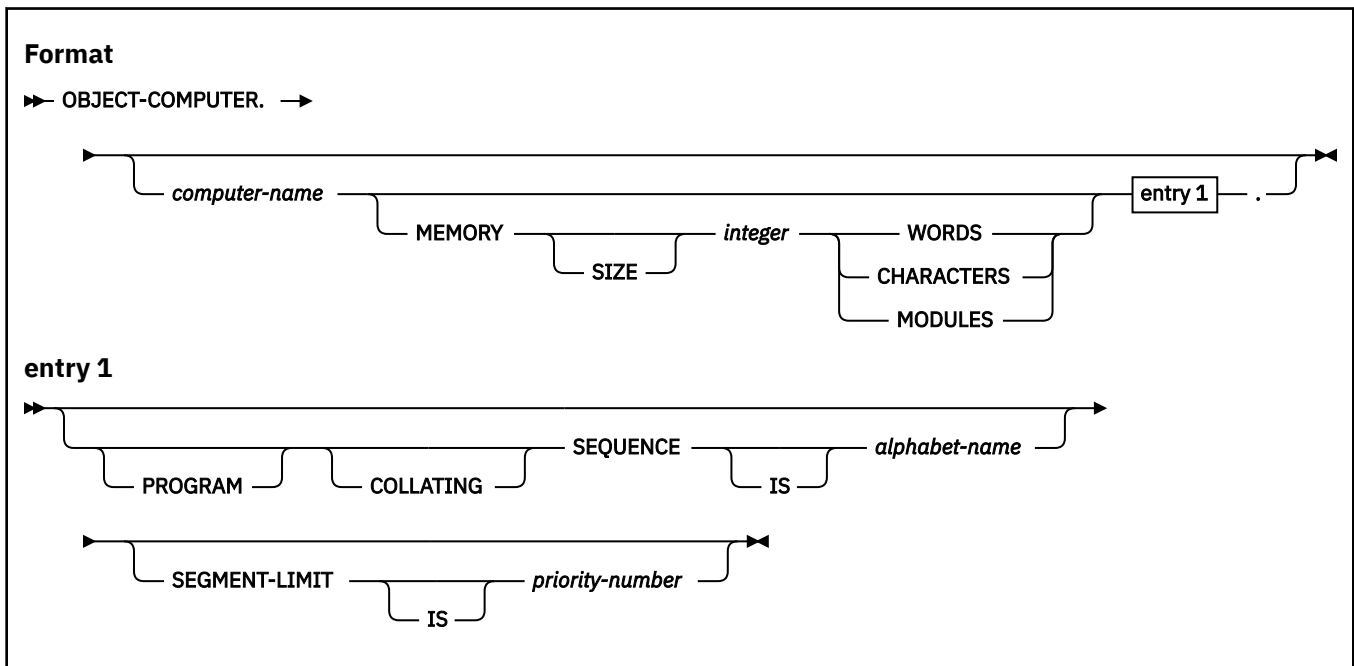 Format
OBJECT-COMPUTER.
computer-name entry 1 .
MEMORY integer WORDS
SIZE CHARACTERS
MODULES
entry 1
SEQUENCE alphabet-name
PROGRAM COLLATING IS
SEGMENT-LIMIT priority-number
IS